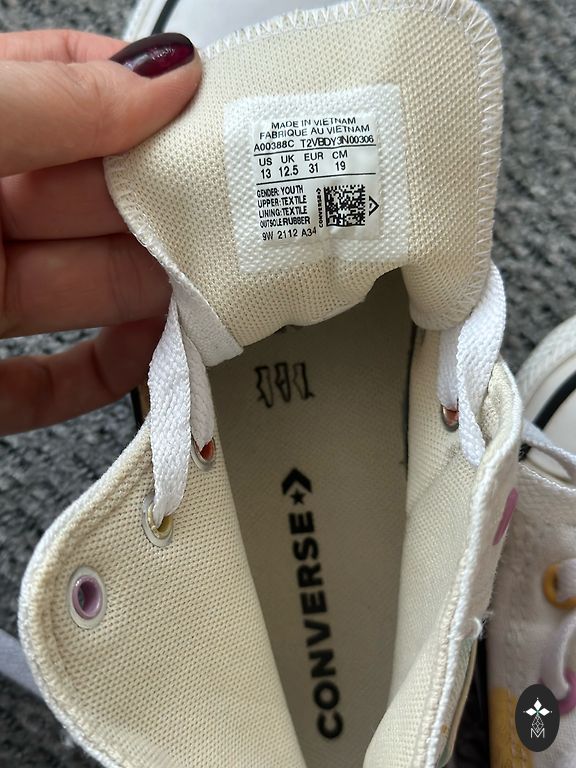 MADE IN VIETNAM
FABRIQUE AU VIETNAM
A00388C T2VBDY3N00306
US UK EUR CM
13 12.5 31 19
GENDER: YOUTH
UPPER: TEXTILE
LINING: TEXTILE
OUTSOLE: RUBBER
CONVERSE
9W 2112 A34
CONVERSE
M